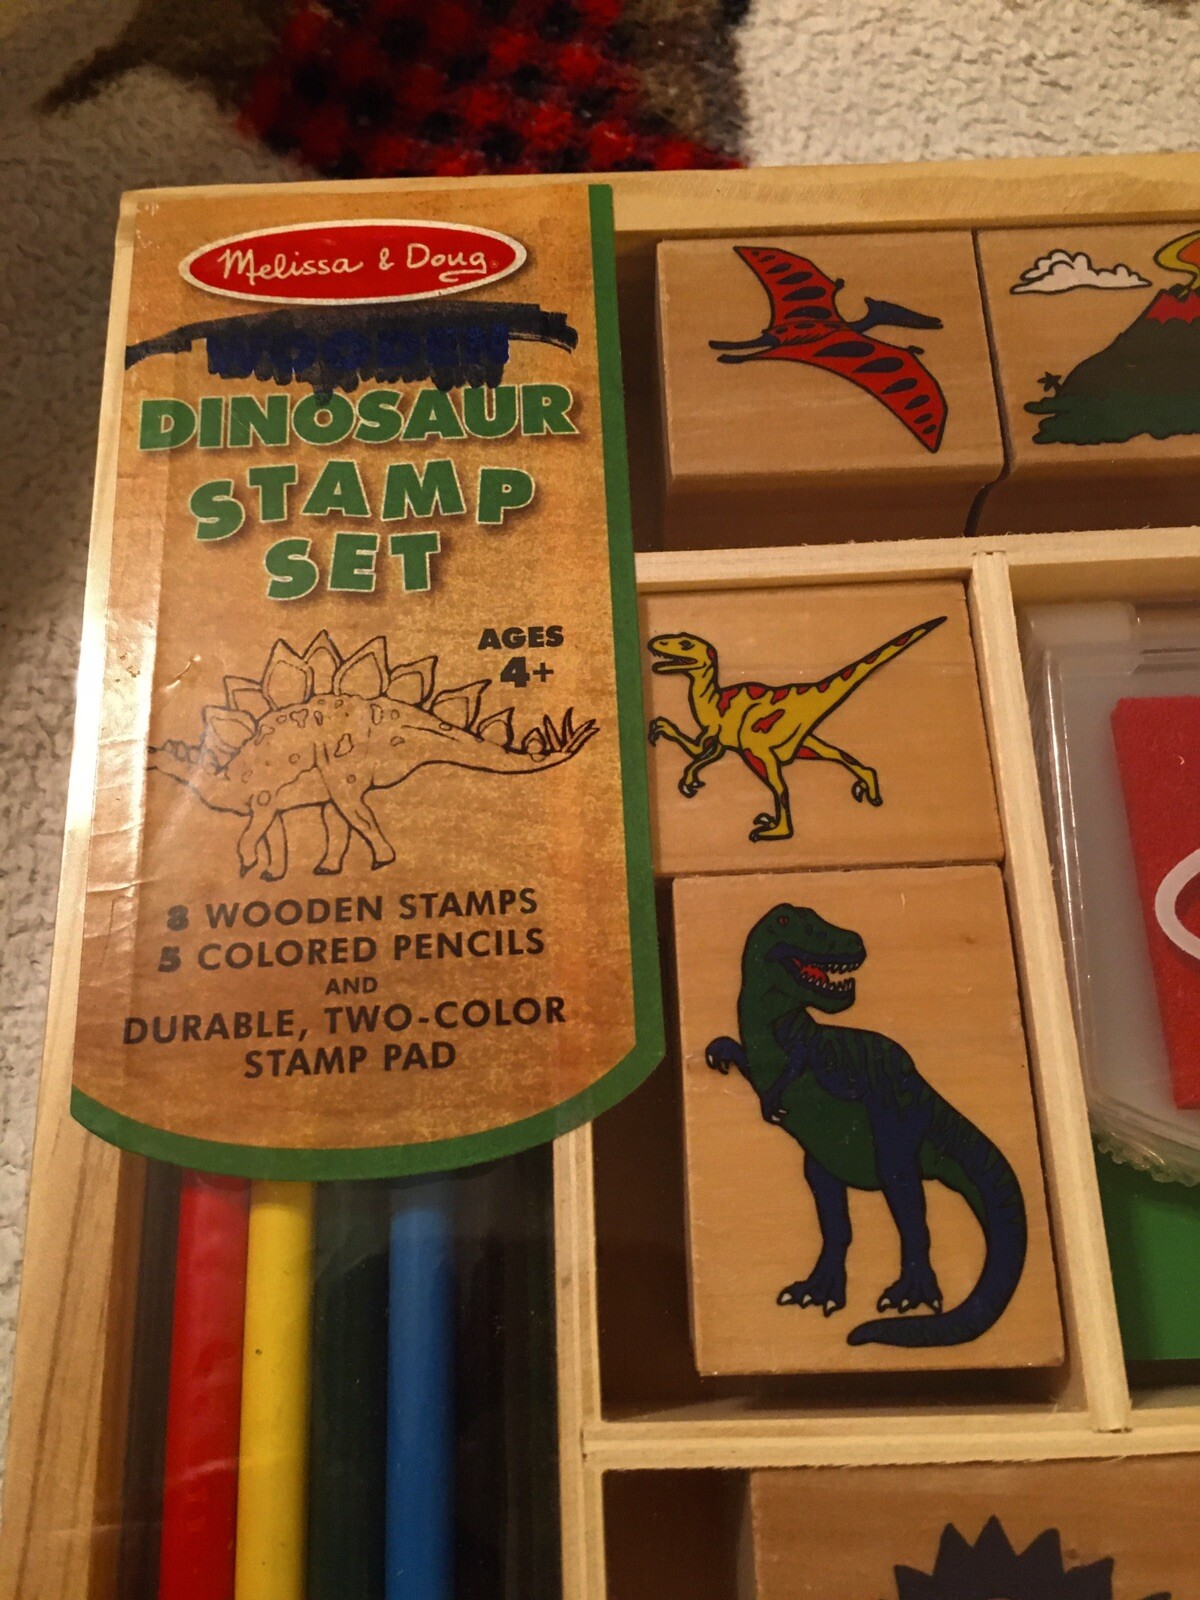 Melissa & Doug
WOODEN
DINOSAUR
STAMP
SET
AGES
4+
8 WOODEN STAMPS
5 COLORED PENCILS
AND
DURABLE, TWO-COLOR
STAMP PAD